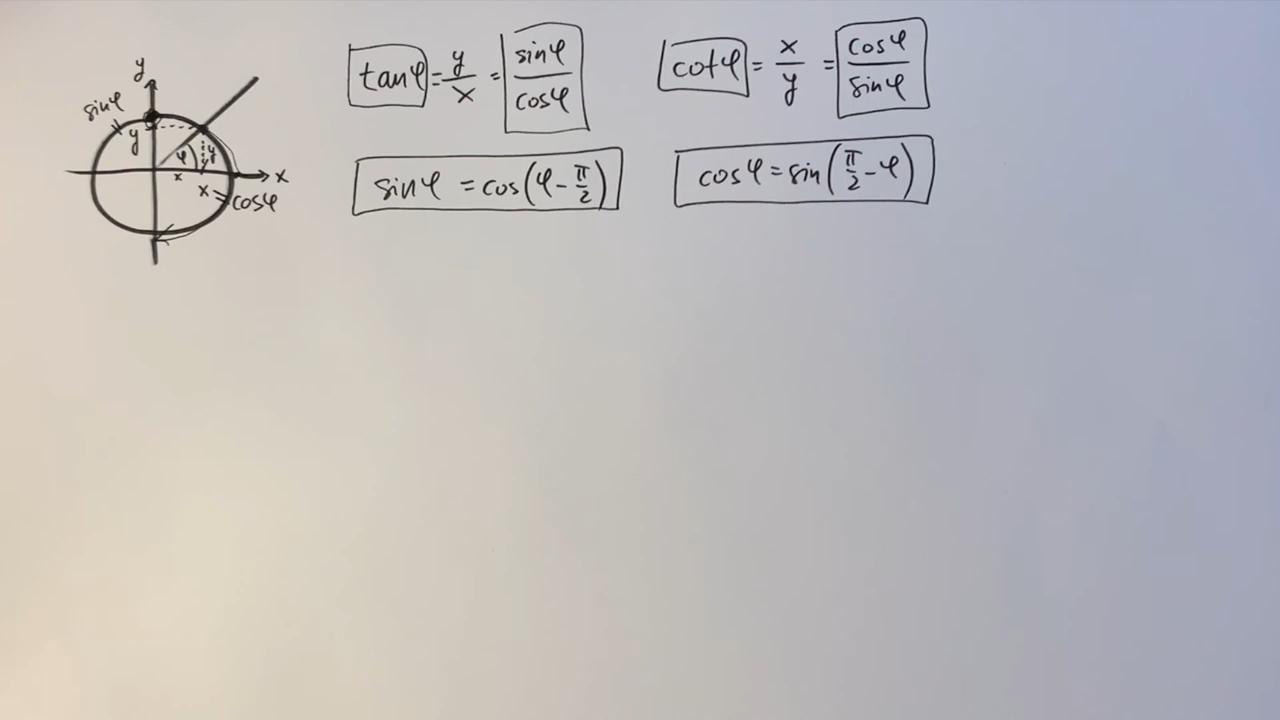 y
sinφ
y
φ
y
x
x
x
cosφ
tanφ = y/x = sinφ/cosφ
cotφ = x/y = cosφ/sinφ
sinφ = cos(φ - π/2)
cosφ = sin(π/2 - φ)